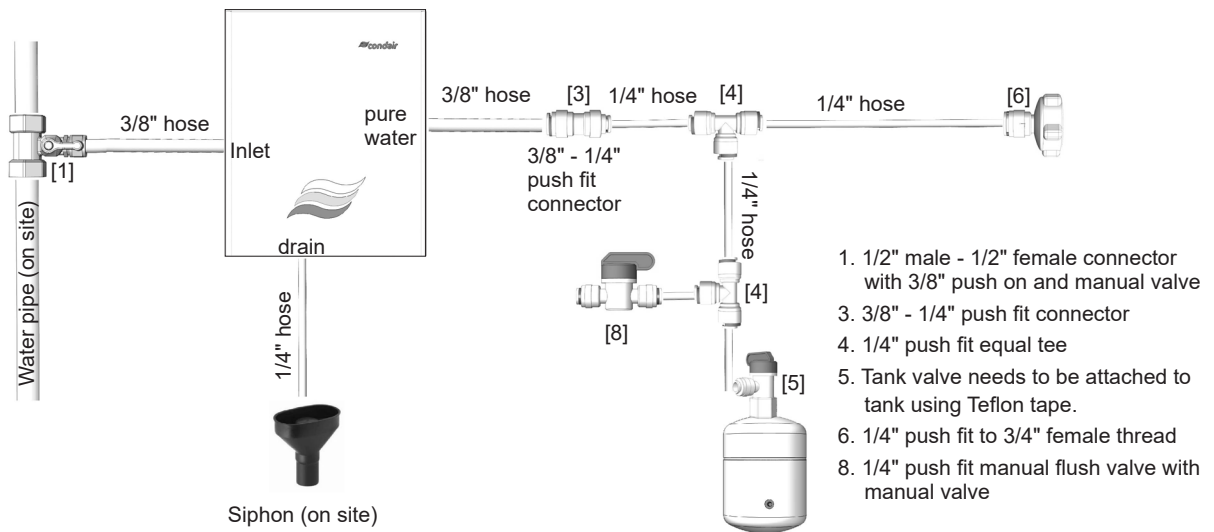 condair
3/8" hose
[3]
1/4" hose
[4]
1/4" hose
[6]
3/8" hose
pure
water
Inlet
[1]
3/8" - 1/4"
push fit
connector
1/4" hose
Water pipe (on site)
drain
1/4" hose
[8]
[4]
[5]
Siphon (on site)
1. 1/2" male - 1/2" female connector
with 3/8" push on and manual valve
3. 3/8" - 1/4" push fit connector
4. 1/4" push fit equal tee
5. Tank valve needs to be attached to
tank using Teflon tape.
6. 1/4" push fit to 3/4" female thread
8. 1/4" push fit manual flush valve with
manual valve